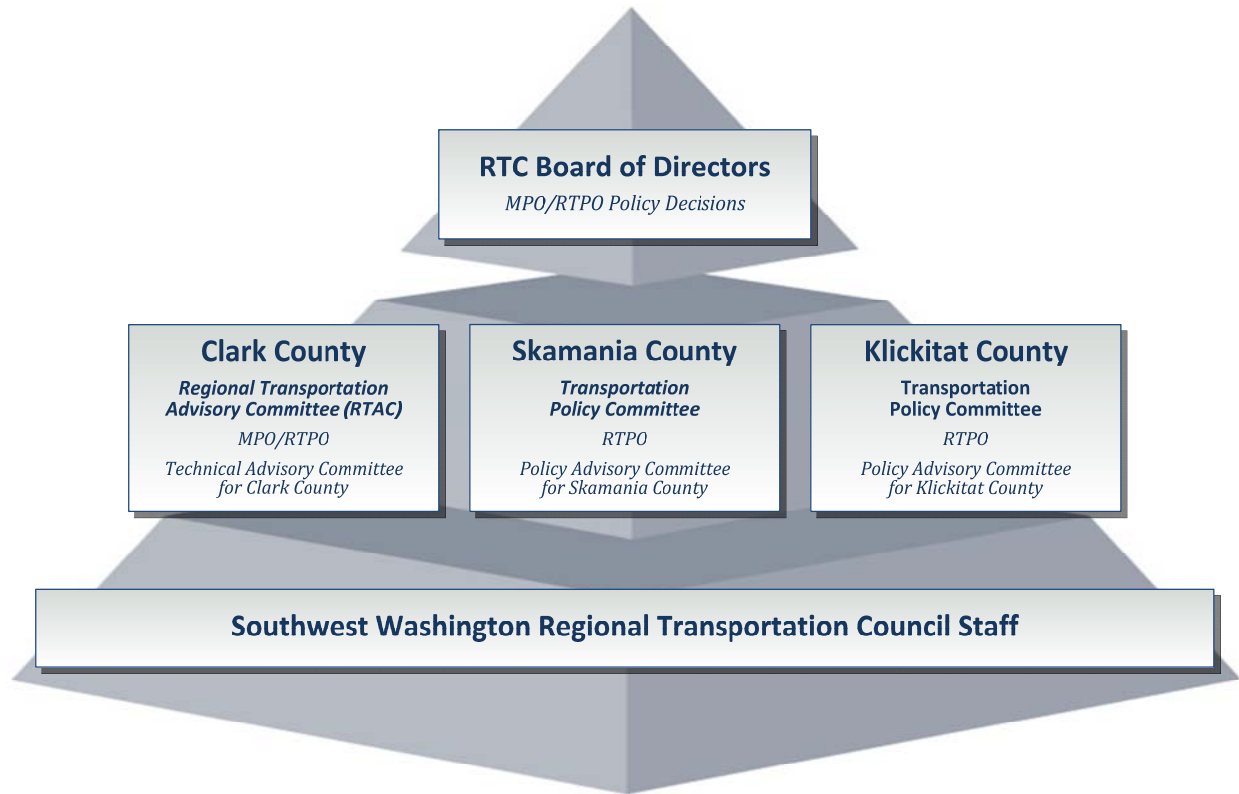 RTC Board of Directors
MPO/RTPO Policy Decisions
Clark County
Regional Transportation
Advisory Committee (RTAC)
MPO/RTPO
Technical Advisory Committee
for Clark County
Skamania County
Transportation
Policy Committee
RTPO
Policy Advisory Committee
for Skamania County
Klickitat County
Transportation
Policy Committee
RTPO
Policy Advisory Committee
for Klickitat County
Southwest Washington Regional Transportation Council Staff